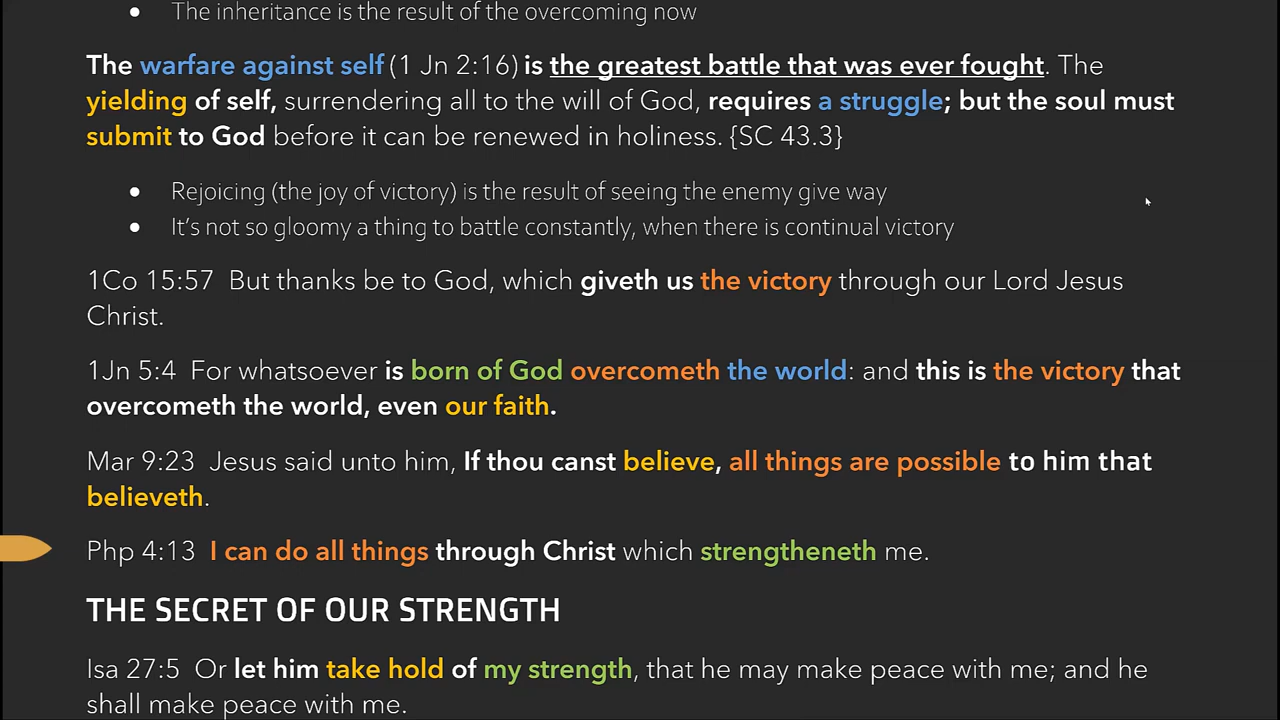 • The inheritance is the result of the overcoming now
The warfare against self (1 Jn 2:16) is the greatest battle that was ever fought. The
yielding of self, surrendering all to the will of God, requires a struggle; but the soul must
submit to God before it can be renewed in holiness. {SC 43.3}
• Rejoicing (the joy of victory) is the result of seeing the enemy give way
• It’s not so gloomy a thing to battle constantly, when there is continual victory
1Co 15:57 But thanks be to God, which giveth us the victory through our Lord Jesus
Christ.
1Jn 5:4 For whatsoever is born of God overcometh the world: and this is the victory that
overcometh the world, even our faith.
Mar 9:23 Jesus said unto him, If thou canst believe, all things are possible to him that
believeth.
Php 4:13 I can do all things through Christ which strengtheneth me.
THE SECRET OF OUR STRENGTH
Isa 27:5 Or let him take hold of my strength, that he may make peace with me; and he
shall make peace with me.